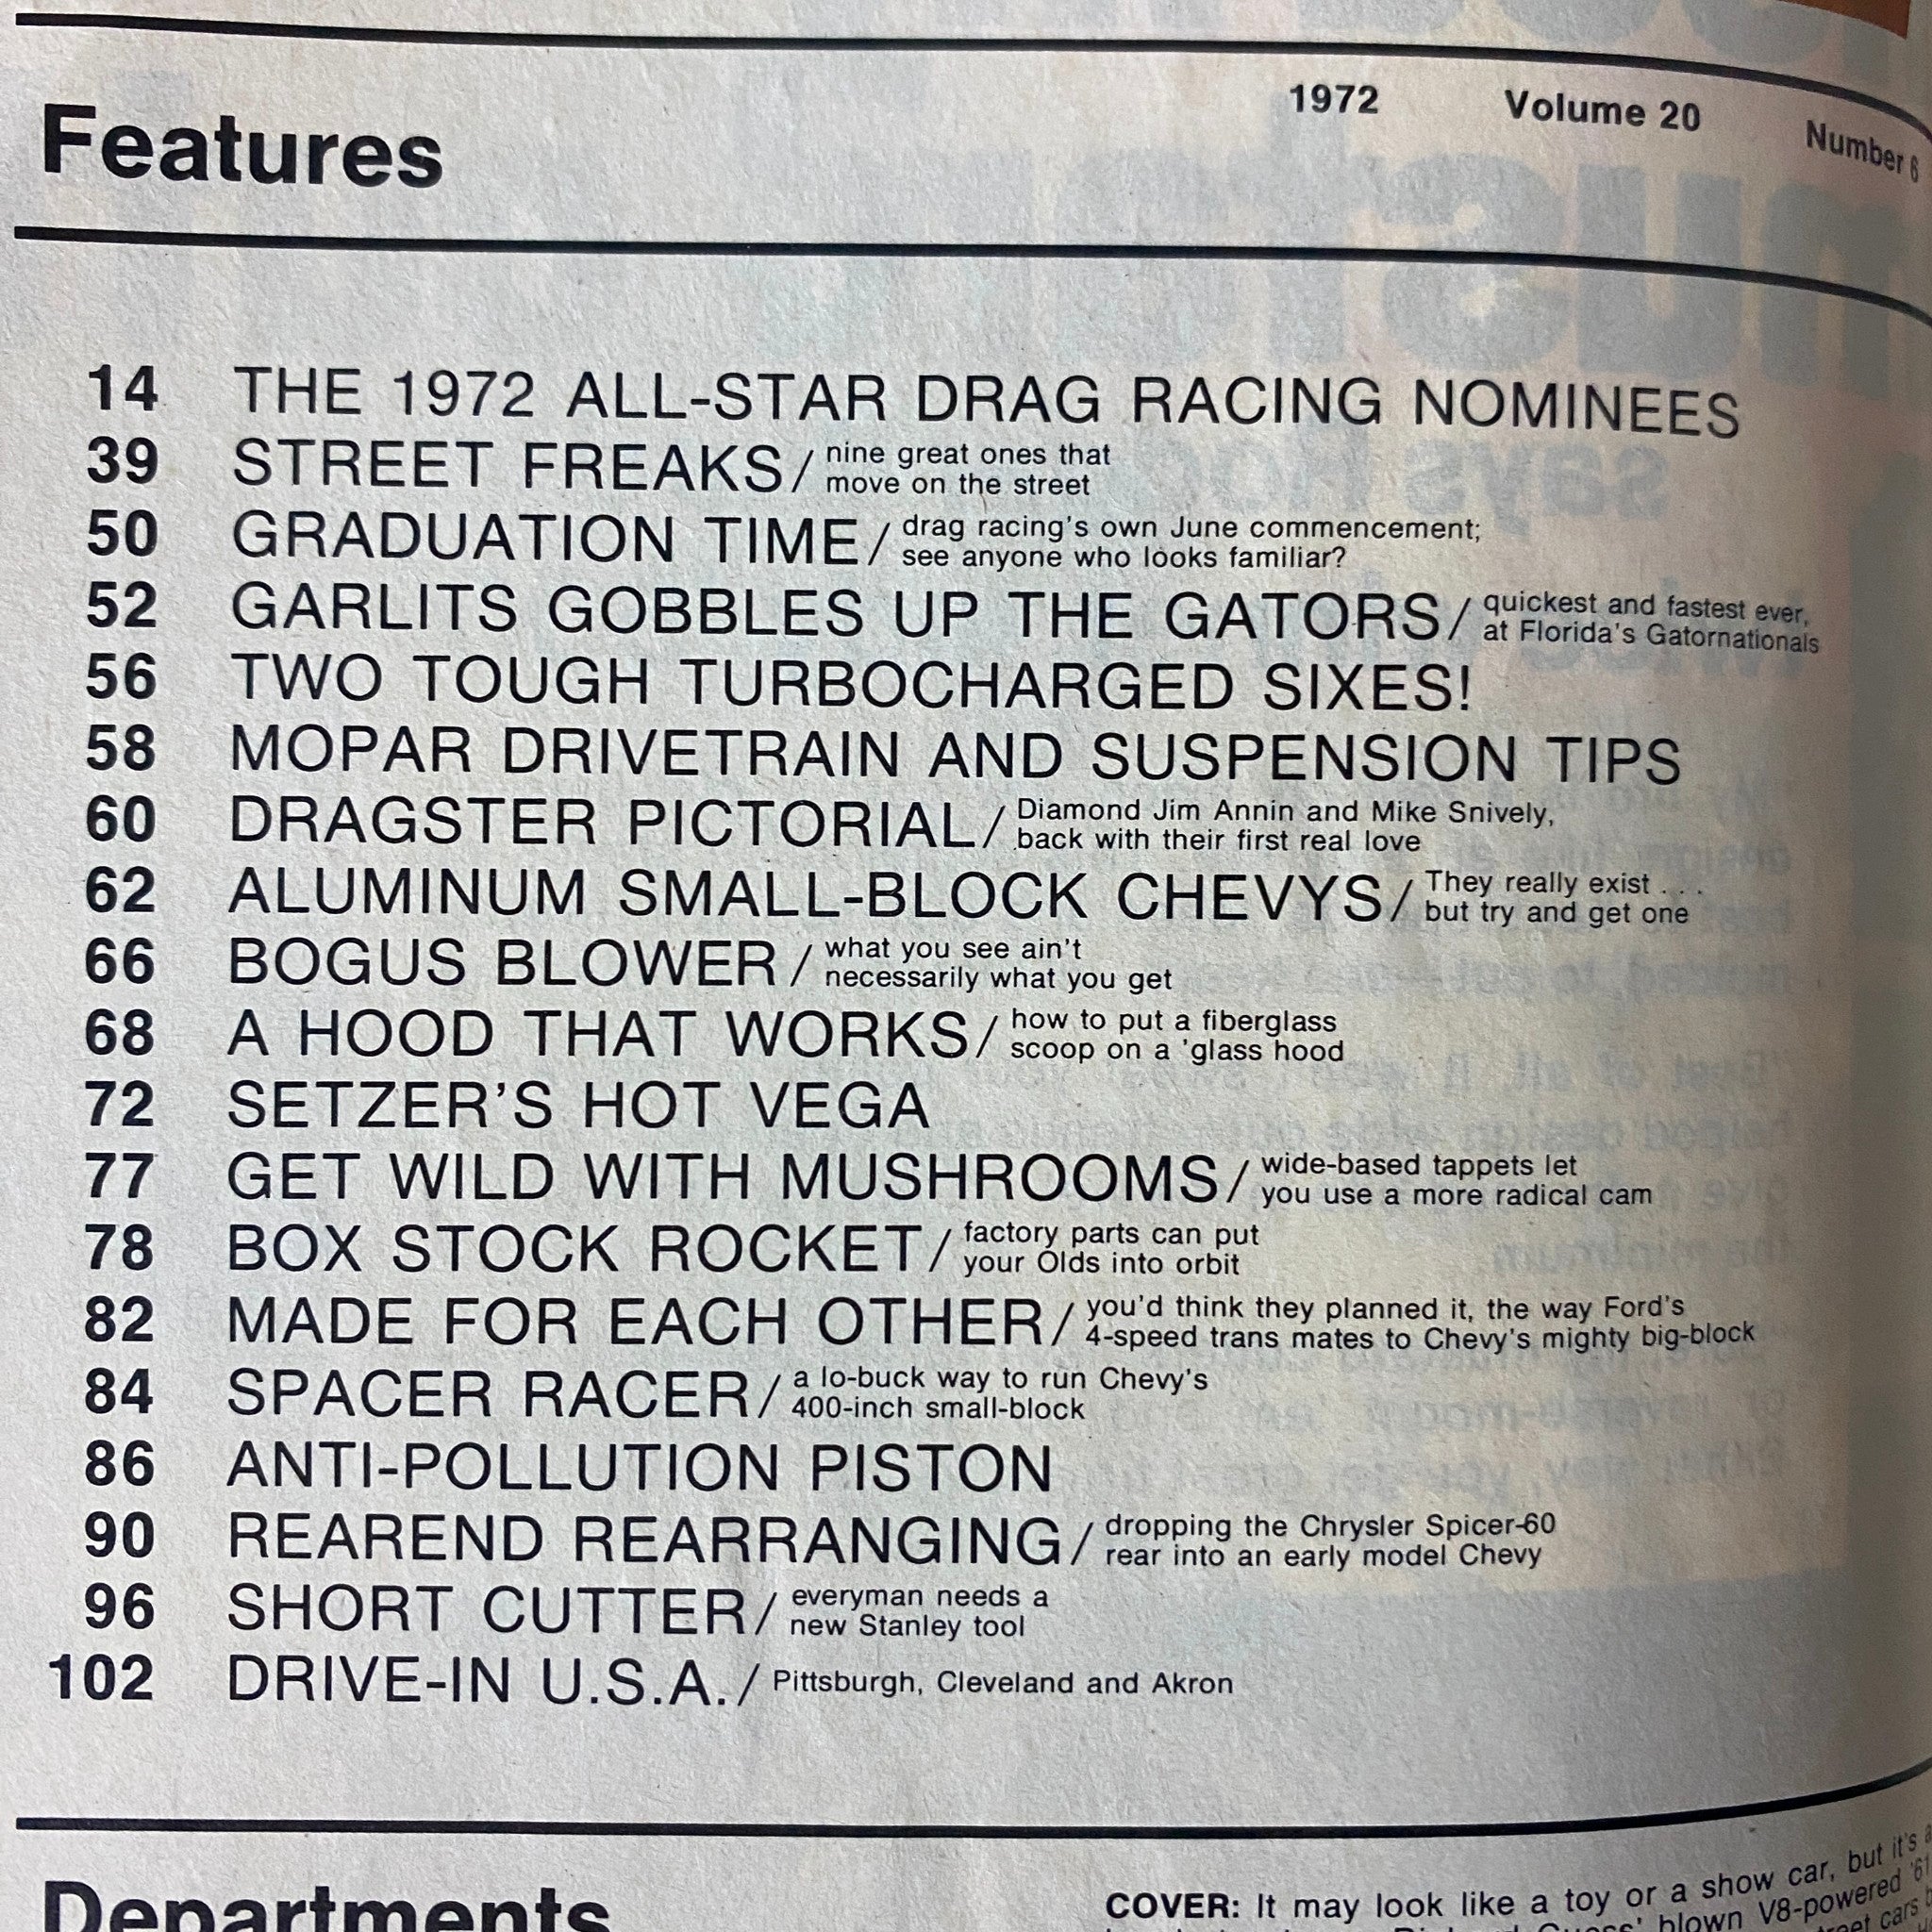 Features 1972 Volume 20 Number 6
14 THE 1972 ALL-STAR DRAG RACING NOMINEES
39 STREET FREAKS/ nine great ones that
move on the street
50 GRADUATION TIME/ drag racing's own June commencement;
see anyone who looks familiar?
52 GARLITS GOBBLES UP THE GATORS/ quickest and fastest ever,
at Florida's Gatornationals
56 TWO TOUGH TURBOCHARGED SIXES!
58 MOPAR DRIVETRAIN AND SUSPENSION TIPS
60 DRAGSTER PICTORIAL/ Diamond Jim Annin and Mike Snively,
back with their first real love
62 ALUMINUM SMALL-BLOCK CHEVYS/ They really exist . . .
but try and get one
66 BOGUS BLOWER/ what you see ain't
necessarily what you get
68 A HOOD THAT WORKS/ how to put a fiberglass
scoop on a 'glass hood
72 SETZER'S HOT VEGA
77 GET WILD WITH MUSHROOMS/ wide-based tappets let
you use a more radical cam
78 BOX STOCK ROCKET/ factory parts can put
your Olds into orbit
82 MADE FOR EACH OTHER/ you'd think they planned it, the way Ford's
4-speed trans mates to Chevy's mighty big-block
84 SPACER RACER/ a lo-buck way to run Chevy's
400-inch small-block
86 ANTI-POLLUTION PISTON
90 REAREND REARRANGING/ dropping the Chrysler Spicer-60
rear into an early model Chevy
96 SHORT CUTTER/ everyman needs a
new Stanley tool
102 DRIVE-IN U.S.A./ Pittsburgh, Cleveland and Akron
Departments
COVER: It may look like a toy or a show car, but it's
blown V8-powered '61